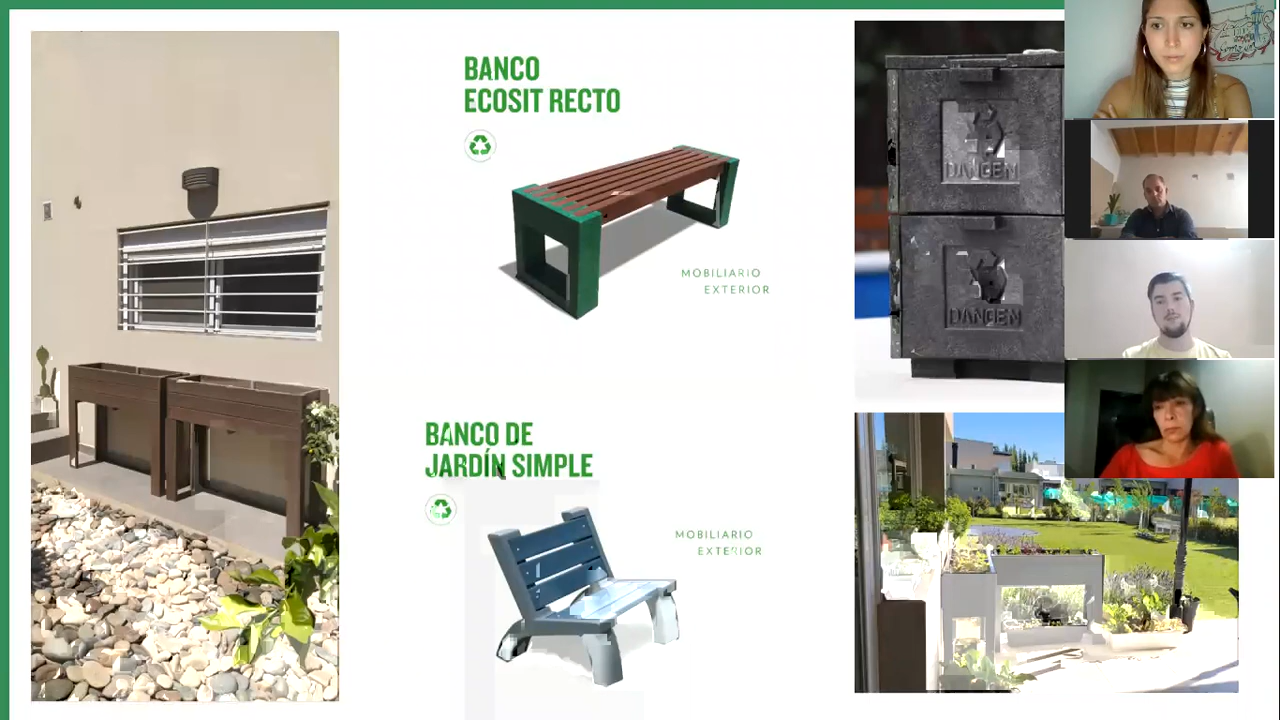 BANCO
ECOSIT RECTO
MOBILIARIO
EXTERIOR
BANCO DE
JARDÍN SIMPLE
MOBILIARIO
EXTERIOR
DANGEN
DANGEN